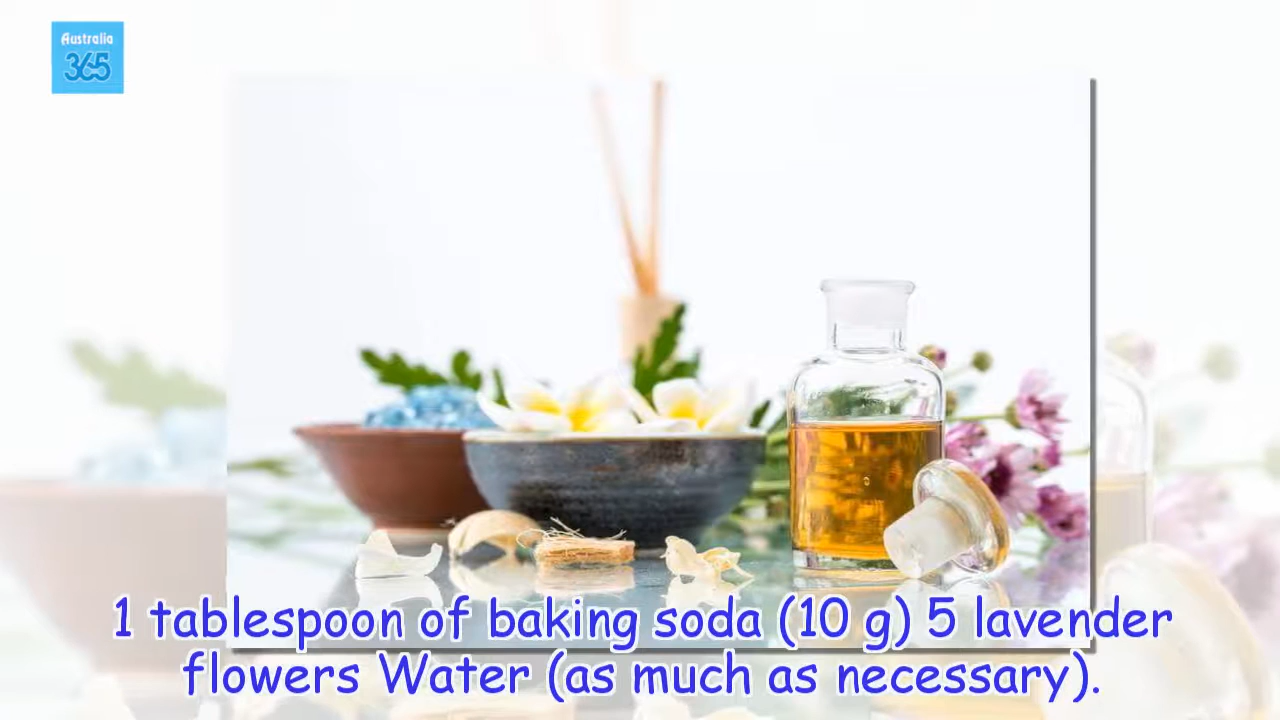 Australia
365
1 tablespoon of baking soda (10 g) 5 lavender
flowers Water (as much as necessary).